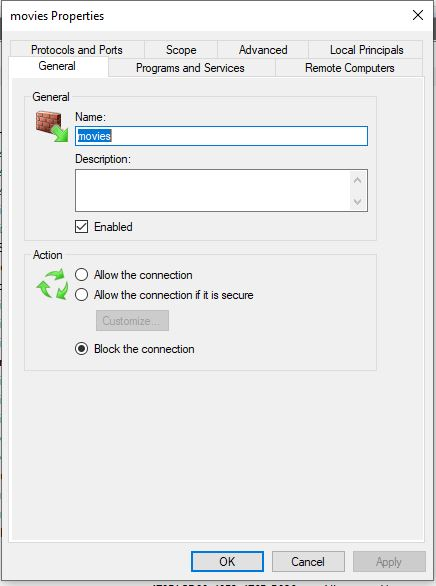 movies Properties
Protocols and Ports Scope Advanced Local Principals
General Programs and Services Remote Computers
General
Name:
movies
Description:
Enabled
Action
Allow the connection
Allow the connection if it is secure
Customize...
Block the connection
OK Cancel Apply